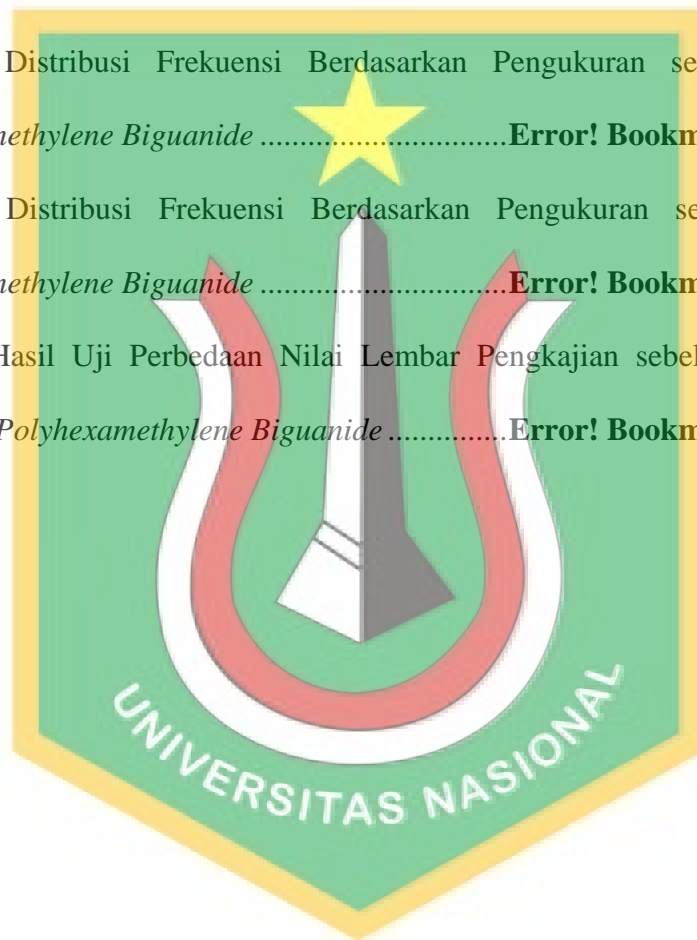 Distribusi Frekuensi Berdasarkan Pengukuran se
methylene Biguanide ..............................Error! Bookm
Distribusi Frekuensi Berdasarkan Pengukuran se
methylene Biguanide ..............................Error! Bookm
Hasil Uji Perbedaan Nilai Lembar Pengkajian sebel
Polyhexamethylene Biguanide ...............Error! Bookm
UNIVERSITAS NASIONAL